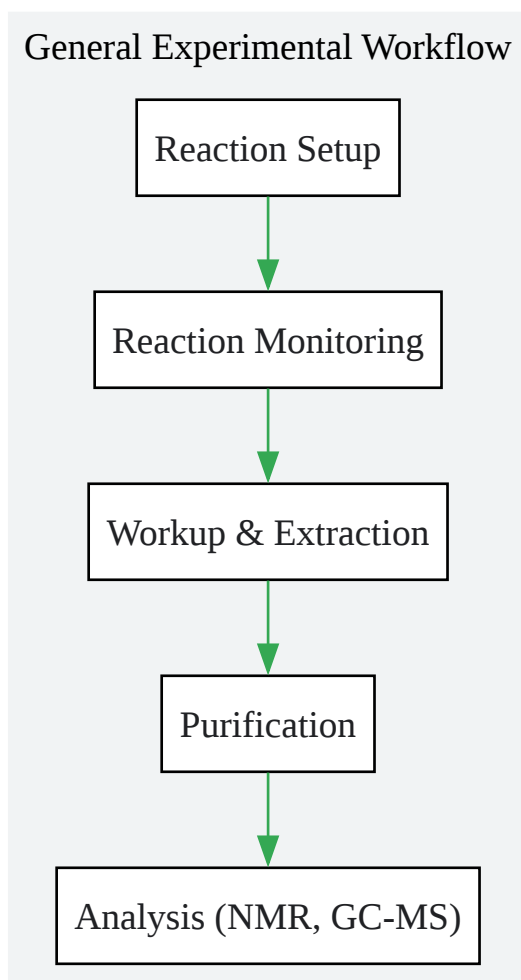 General Experimental Workflow
Reaction Setup
Reaction Monitoring
Workup & Extraction
Purification
Analysis (NMR, GC-MS)